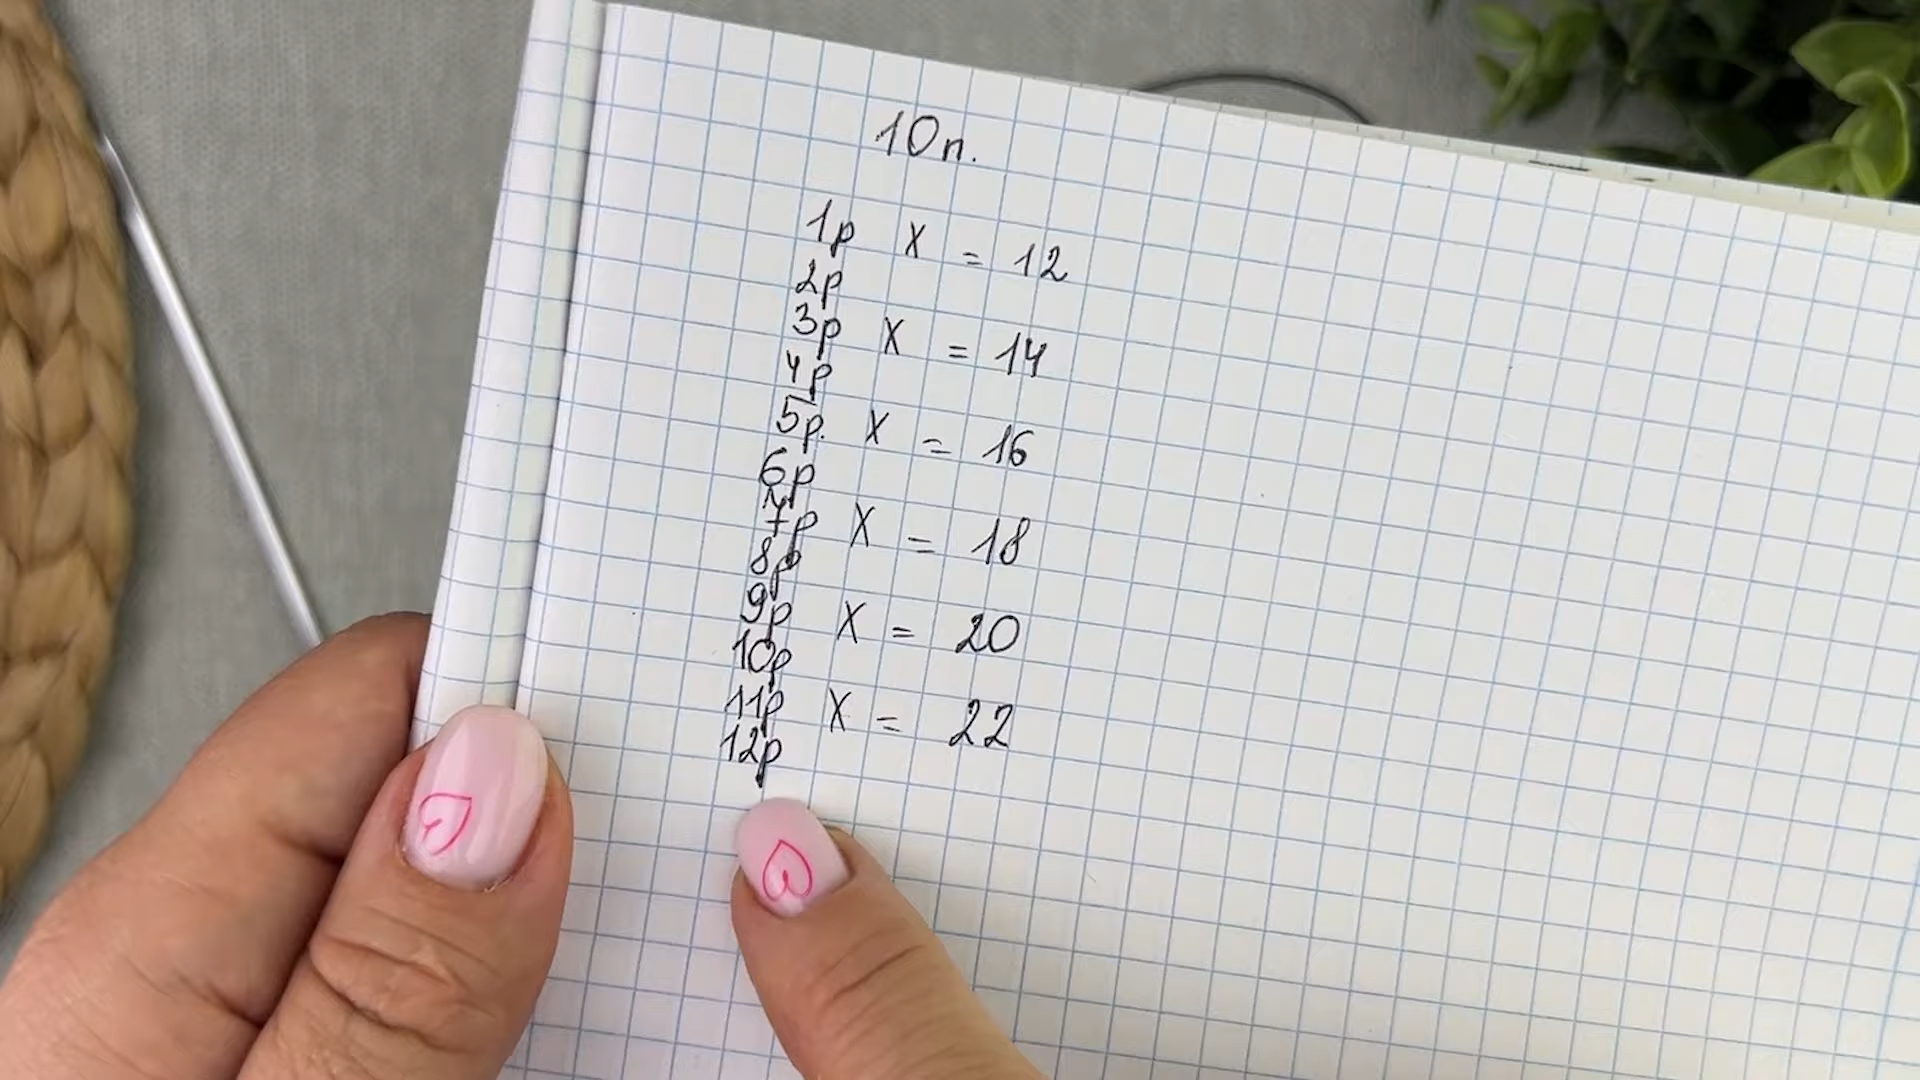 10п.
1р X = 12
2р
3р X = 14
4р
5р. X = 16
6р
7р X = 18
8р
9р X = 20
10р
11р X = 22
12р